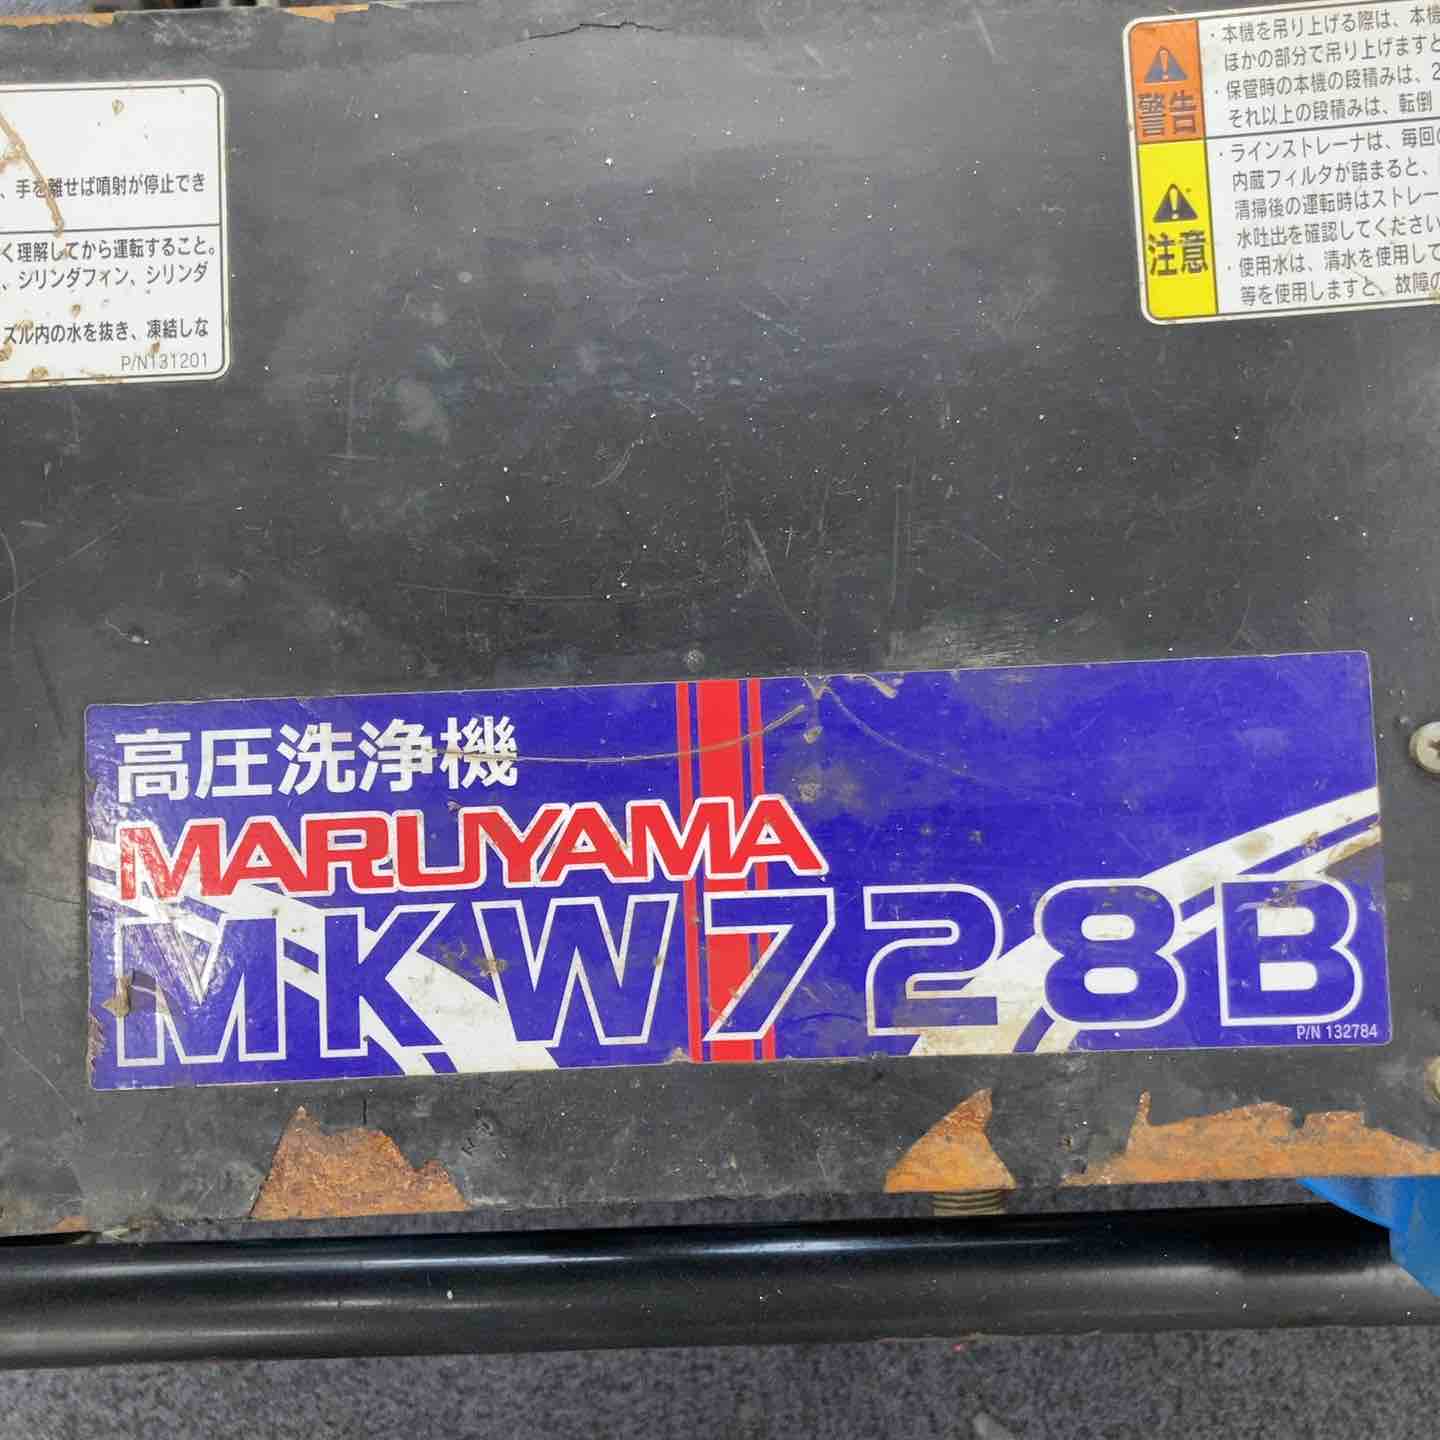 、手を離せば噴射が停止でき
く理解してから運転すること。
、シリンダフィン、シリンダ
ズル内の水を抜き、凍結しな
P/N131201
警告
・本機を吊り上げる際は、本機
ほかの部分で吊り上げますと
・保管時の本機の段積みは、2
それ以上の段積みは、転倒
注意
・ラインストレーナは、毎回の
内蔵フィルタが詰まると、
清掃後の運転時はストレー
水吐出を確認してください
・使用水は、清水を使用して
等を使用しますと、故障の
高圧洗浄機
MARUYAMA
MKW728B
P/N 132784